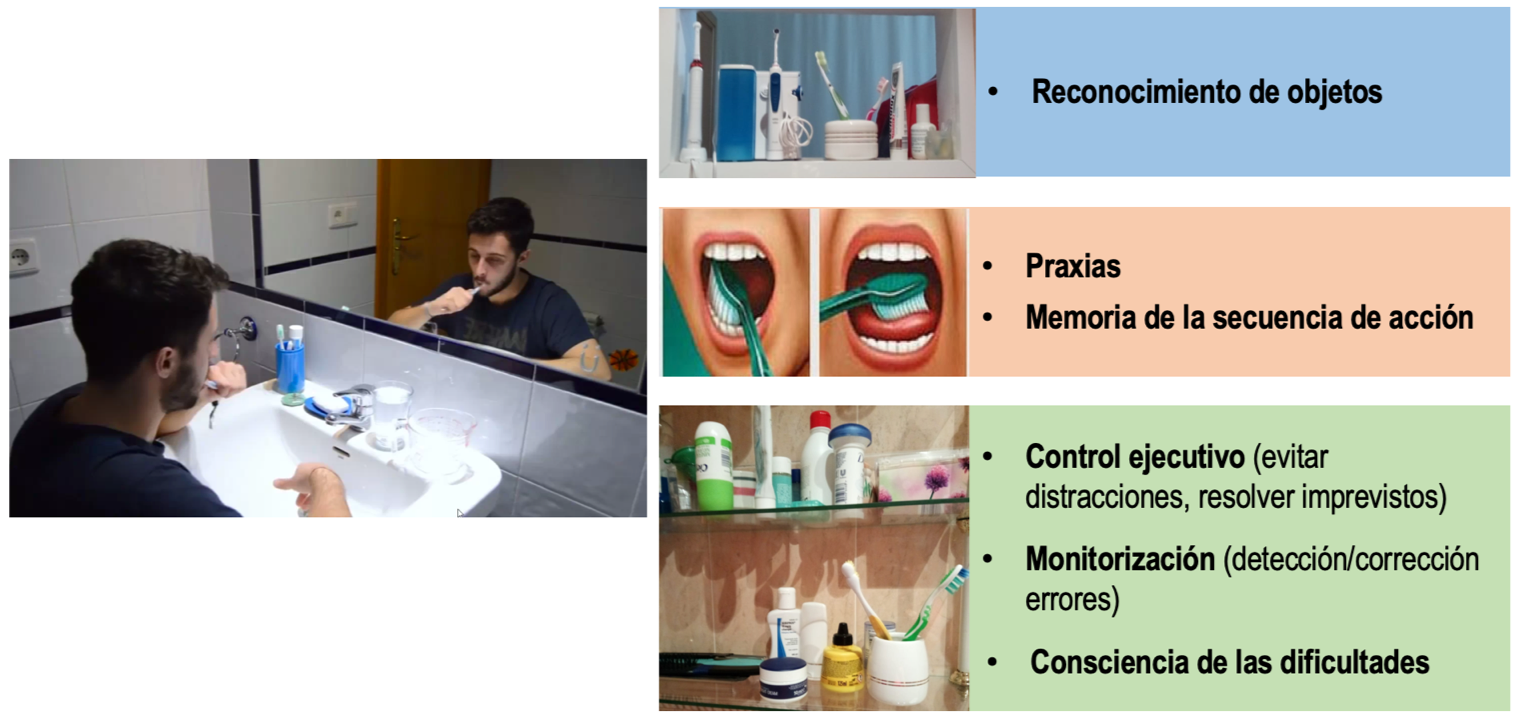 • Reconocimiento de objetos
• Praxias
• Memoria de la secuencia de acción
• Control ejecutivo (evitar
distracciones, resolver imprevistos)
• Monitorización (detección/corrección
errores)
• Consciencia de las dificultades